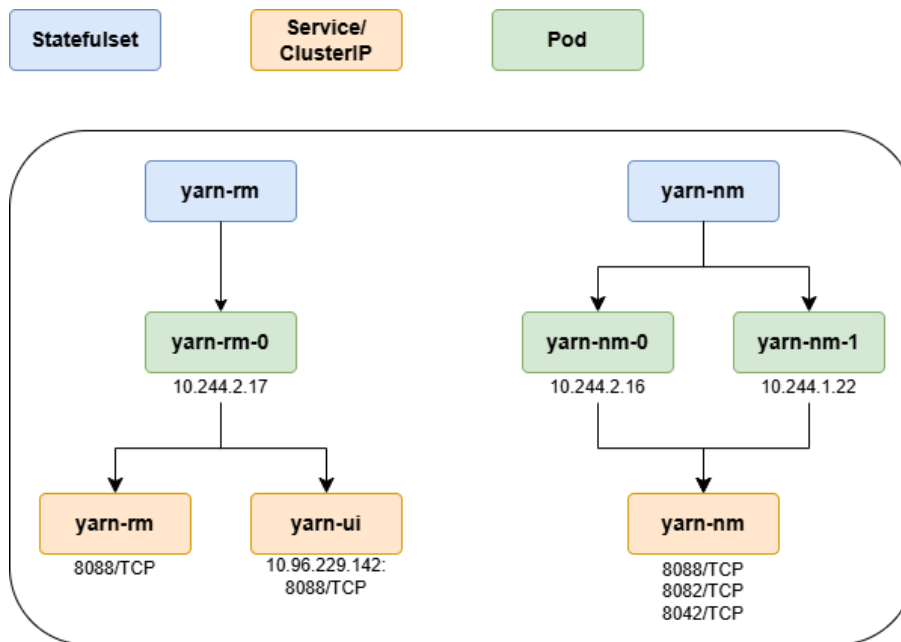 Statefulset
Service/
ClusterIP
Pod
yarn-rm
yarn-nm
yarn-rm-0
yarn-nm-0
yarn-nm-1
10.244.2.17
10.244.2.16
10.244.1.22
yarn-rm
yarn-ui
yarn-nm
8088/TCP
10.96.229.142:
8088/TCP
8088/TCP
8082/TCP
8042/TCP